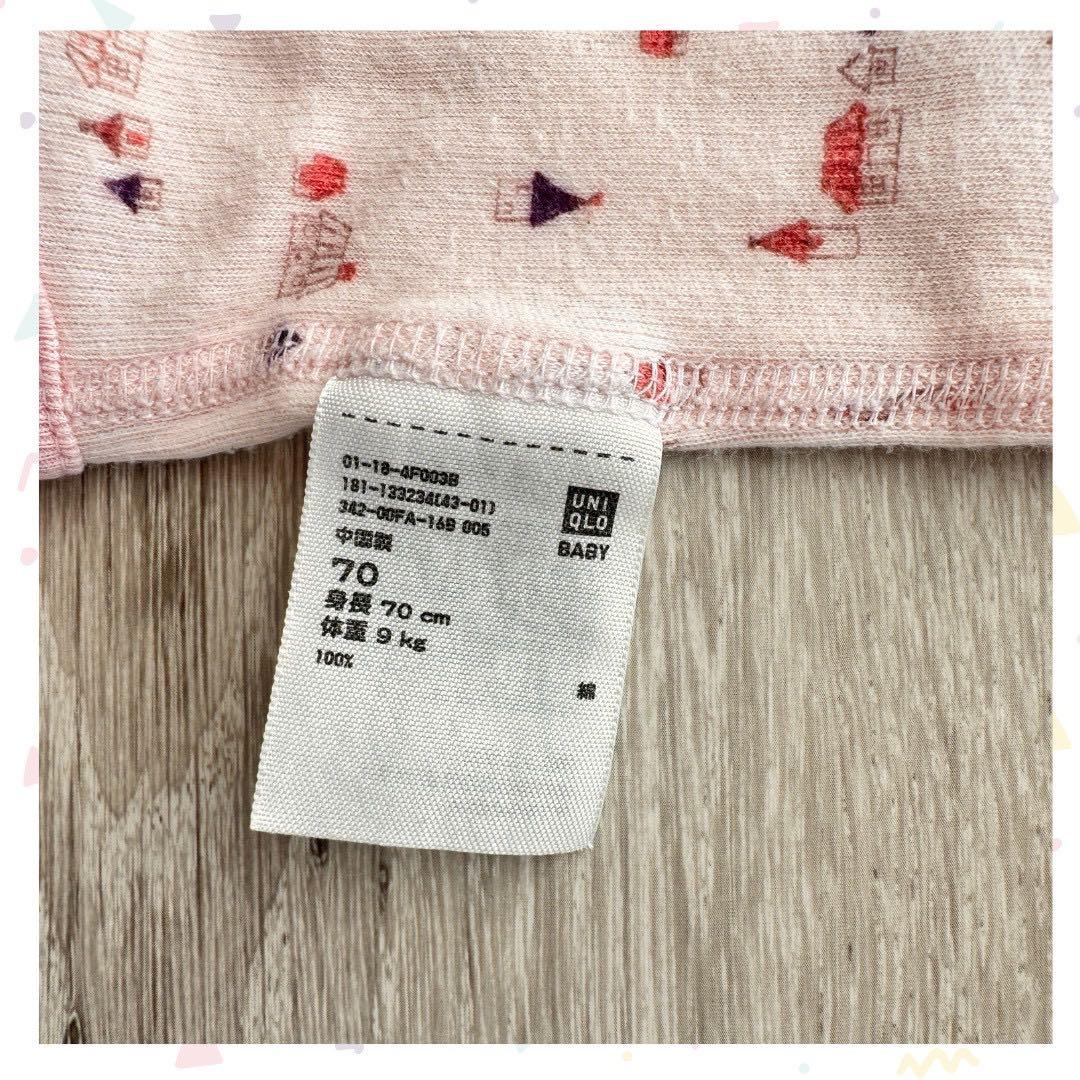 01-18-4F003B
181-133234(43-01)
342-00FA-16B 005
UNI
QLO
BABY
中国製
70
身長 70 cm
体重 9 kg
100%
綿